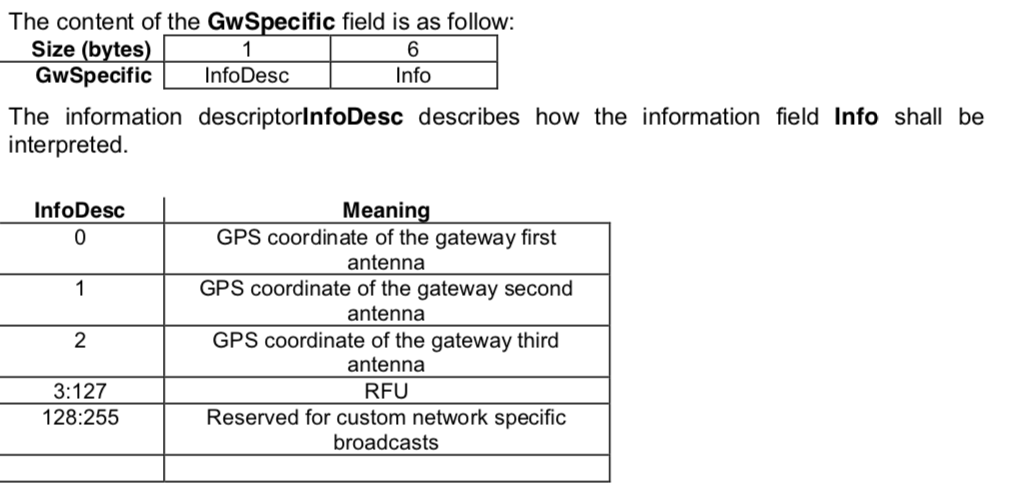 The content of the GwSpecific field is as follow:
Size (bytes) 1 6
GwSpecific InfoDesc Info
The information descriptorInfoDesc describes how the information field Info shall be
interpreted.
InfoDesc Meaning
0 GPS coordinate of the gateway first
antenna
1 GPS coordinate of the gateway second
antenna
2 GPS coordinate of the gateway third
antenna
3:127 RFU
128:255 Reserved for custom network specific
broadcasts